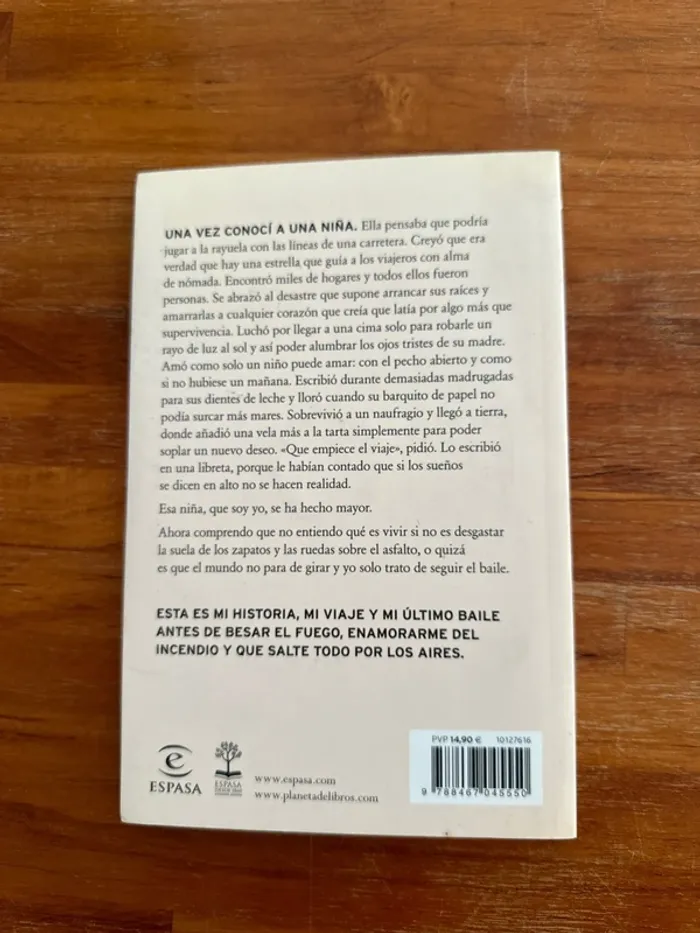 UNA VEZ CONOCÍ A UNA NIÑA. Ella pensaba que podría
jugar a la rayuela con las líneas de una carretera. Creyó que era
verdad que hay una estrella que guía a los viajeros con alma
de nómada. Encontró miles de hogares y todos ellos fueron
personas. Se abrazó al desastre que supone arrancar sus raíces y
amarrarlas a cualquier corazón que creía que latía por algo más que
supervivencia. Luchó por llegar a una cima solo para robarle un
rayo de luz al sol y así poder alumbrar los ojos tristes de su madre.
Amó como solo un niño puede amar: con el pecho abierto y como
si no hubiese un mañana. Escribió durante demasiadas madrugadas
para sus dientes de leche y lloró cuando su barquito de papel no
podía surcar más mares. Sobrevivió a un naufragio y llegó a tierra,
donde añadió una vela más a la tarta simplemente para poder
soplar un nuevo deseo. «Que empiece el viaje», pidió. Lo escribió
en una libreta, porque le habían contado que si los sueños
se dicen en alto no se hacen realidad.
Esa niña, que soy yo, se ha hecho mayor.
Ahora comprendo que no entiendo qué es vivir si no es desgastar
la suela de los zapatos y las ruedas sobre el asfalto, o quizá
es que el mundo no para de girar y yo solo trato de seguir el baile.
ESTA ES MI HISTORIA, MI VIAJE Y MI ÚLTIMO BAILE
ANTES DE BESAR EL FUEGO, ENAMORARME DEL
INCENDIO Y QUE SALTE TODO POR LOS AIRES.
PVP 14,90 € 10127616
9 788467 045550
e
ESPASA
ESPASA
www.espasa.com
www.planetadelibros.com